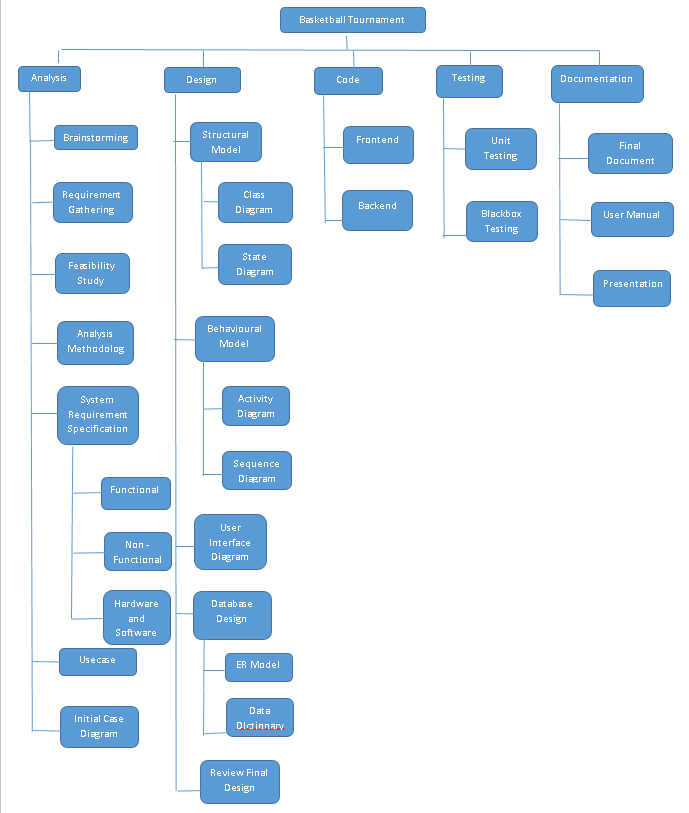 Basketball Tournament
Analysis
Brainstorming
Requirement
Gathering
Feasibility
Study
Analysis
Methodolog
System
Requirement
Specification
Functional
Non-
Functional
Hardware
and
Software
Usecase
Initial Case
Diagram
Design
Structural
Model
Class
Diagram
State
Diagram
Behavioural
Model
Activity
Diagram
Sequence
Diagram
User
Interface
Diagram
Database
Design
ER Model
Data
Dictionary
Review Final
Design
Code
Frontend
Backend
Testing
Unit
Testing
Blackbox
Testing
Documentation
Final
Document
User Manual
Presentation